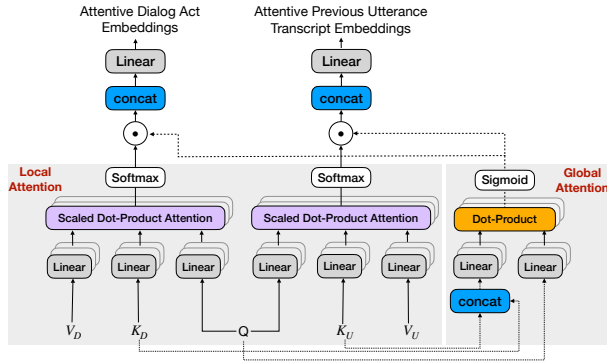 Attentive Dialog Act
Embeddings
Attentive Previous Utterance
Transcript Embeddings
Linear
Linear
concat
concat
Local
Attention
Softmax
Softmax
Sigmoid
Global
Attention
Scaled Dot-Product Attention
Scaled Dot-Product Attention
Dot-Product
Linear
Linear
Linear
Linear
Linear
Linear
Linear
Linear
concat
V_D
K_D
Q
K_U
V_U